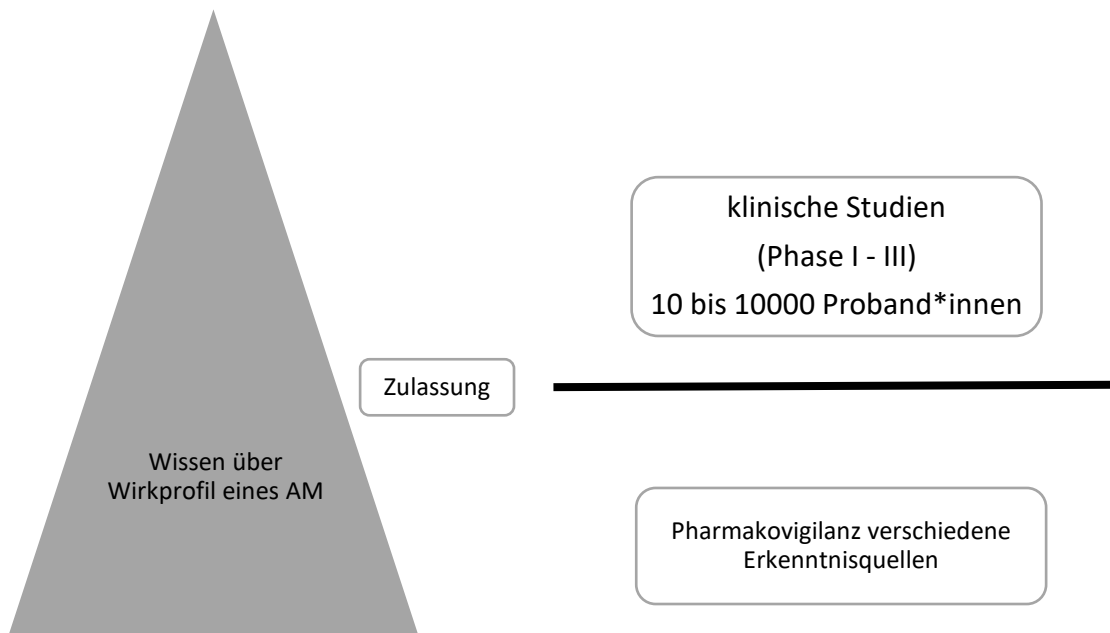 klinische Studien
(Phase I - III)
10 bis 10000 Proband*innen
Zulassung
Wissen über
Wirkprofil eines AM
Pharmakovigilanz verschiedene
Erkenntnisquellen